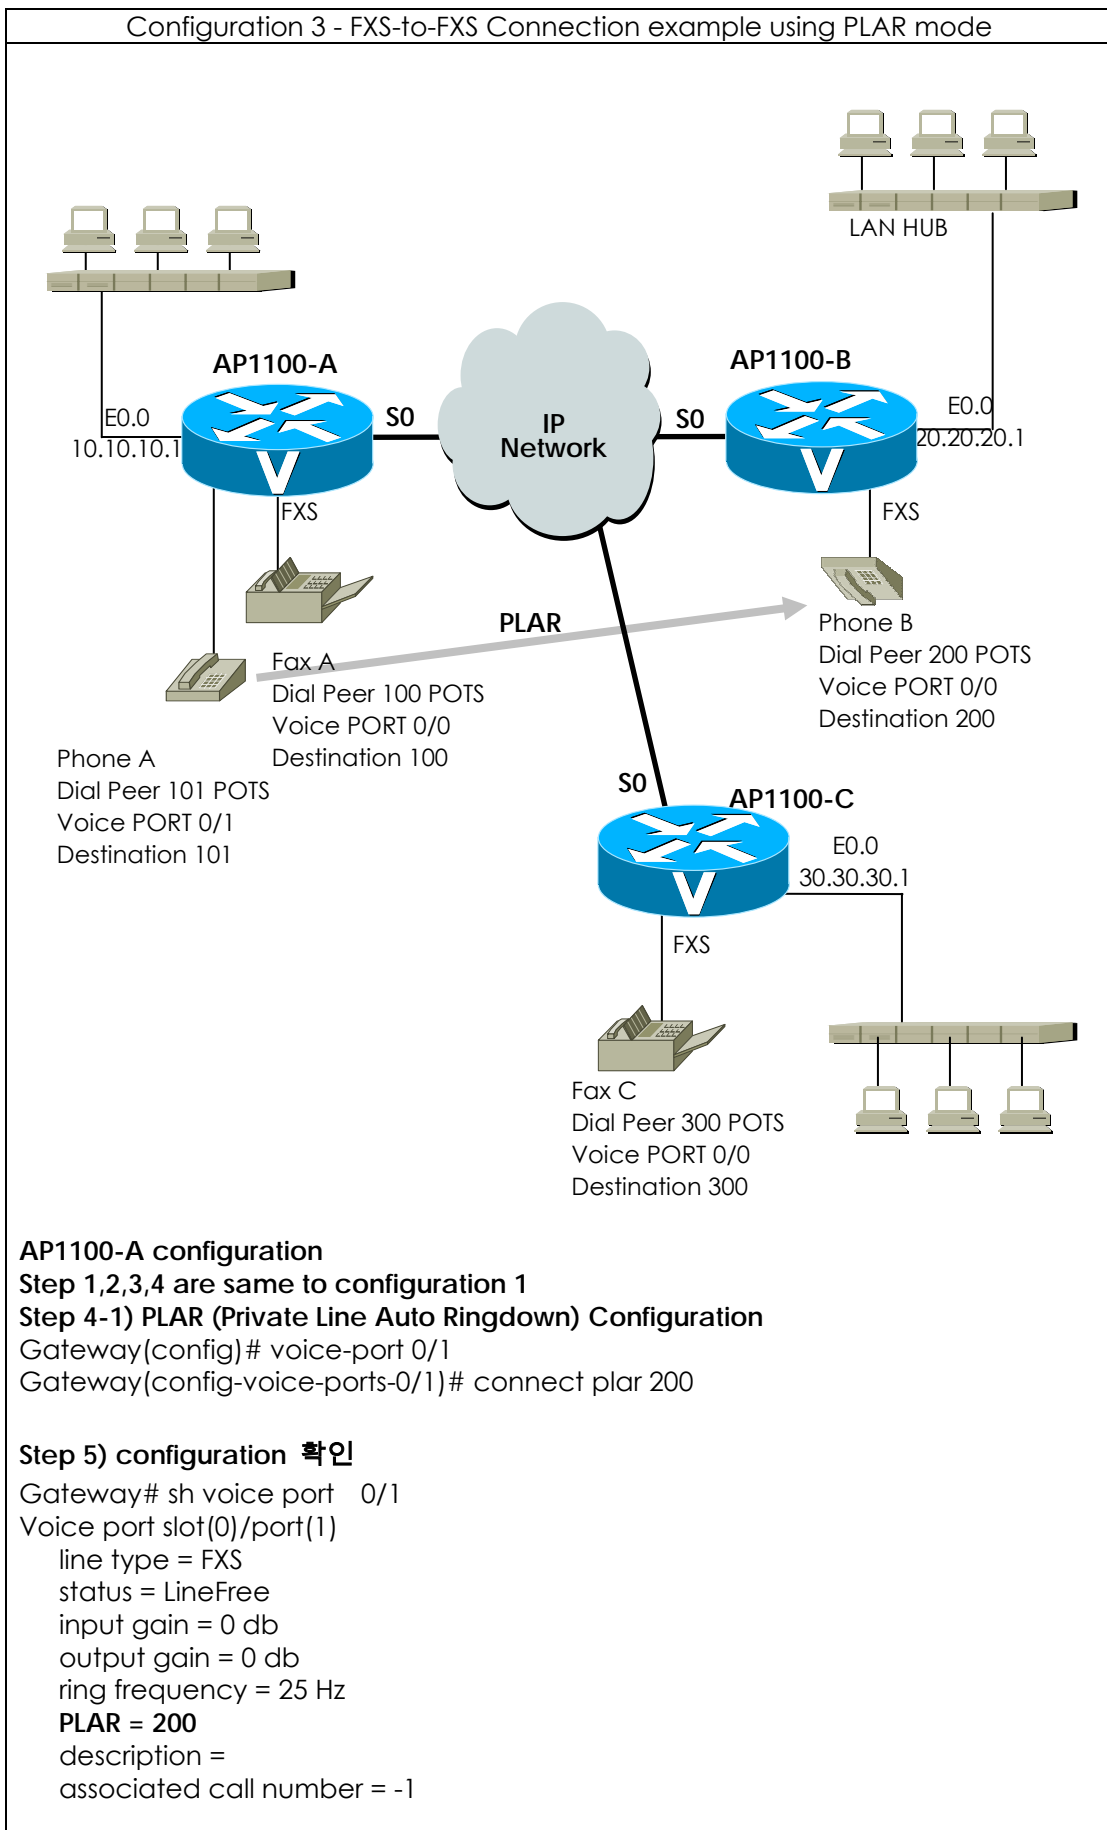 Configuration 3 - FXS-to-FXS Connection example using PLAR mode
LAN HUB
AP1100-A
AP1100-B
E0.0
10.10.10.1
S0
IP
Network
S0
E0.0
20.20.20.1
FXS
FXS
PLAR
Fax A
Dial Peer 100 POTS
Voice PORT 0/0
Destination 100
Phone B
Dial Peer 200 POTS
Voice PORT 0/0
Destination 200
Phone A
Dial Peer 101 POTS
Voice PORT 0/1
Destination 101
S0
AP1100-C
E0.0
30.30.30.1
FXS
Fax C
Dial Peer 300 POTS
Voice PORT 0/0
Destination 300
AP1100-A configuration
Step 1,2,3,4 are same to configuration 1
Step 4-1) PLAR (Private Line Auto Ringdown) Configuration
Gateway(config)# voice-port 0/1
Gateway(config-voice-ports-0/1)# connect plar 200
Step 5) configuration 확인
Gateway# sh voice port 0/1
Voice port slot(0)/port(1)
line type = FXS
status = LineFree
input gain = 0 db
output gain = 0 db
ring frequency = 25 Hz
PLAR = 200
description =
associated call number = -1
V
V
V